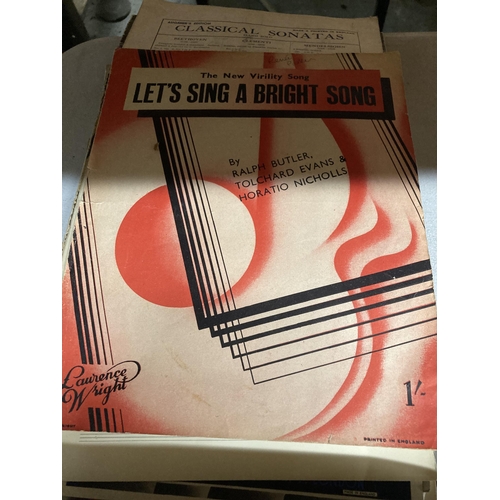 CLASSICAL SONATAS
The New Virility Song
LET'S SING A BRIGHT SONG
By
RALPH BUTLER,
TOLCHARD EVANS &
HORATIO NICHOLLS
Laurence
Wright
1/-
PRINTED IN ENGLAND